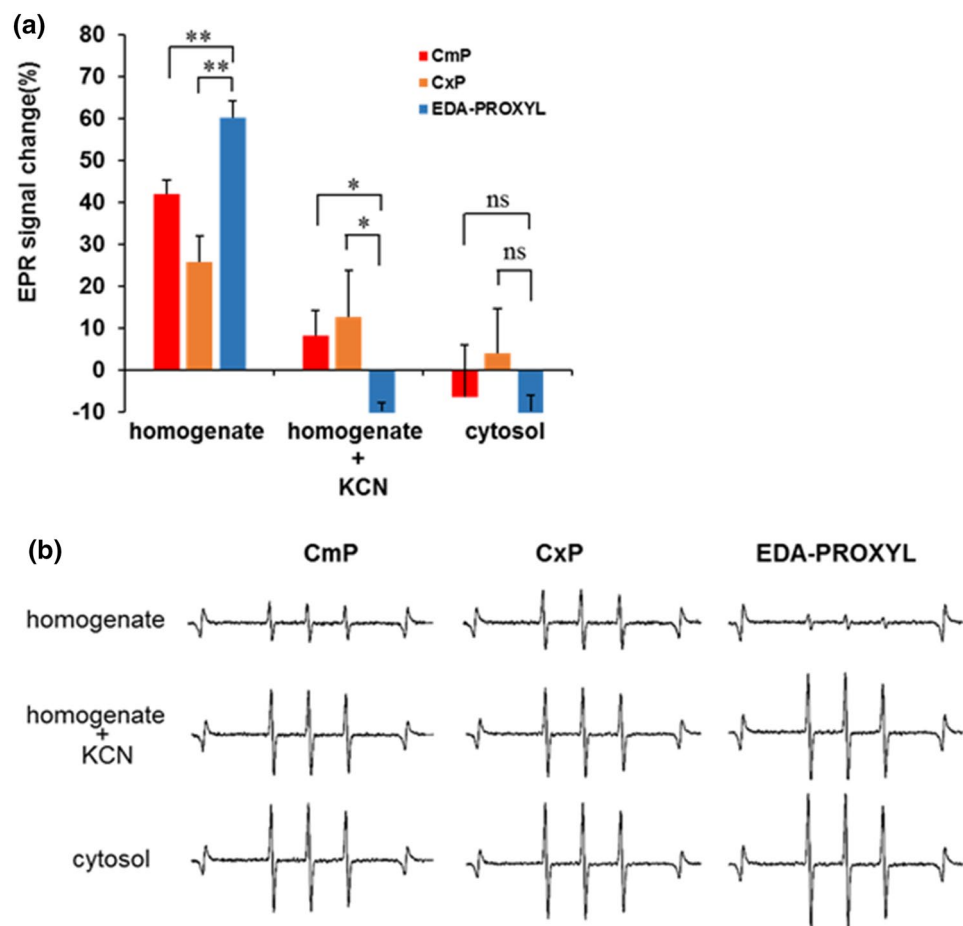 (a)
EPR signal change(%)
80
70
60
50
40
30
20
10
0
-10
**
**
*
*
ns
ns
CmP
CxP
EDA-PROXYL
homogenate
homogenate
+
KCN
cytosol
(b)
CmP
CxP
EDA-PROXYL
homogenate
homogenate
+
KCN
cytosol